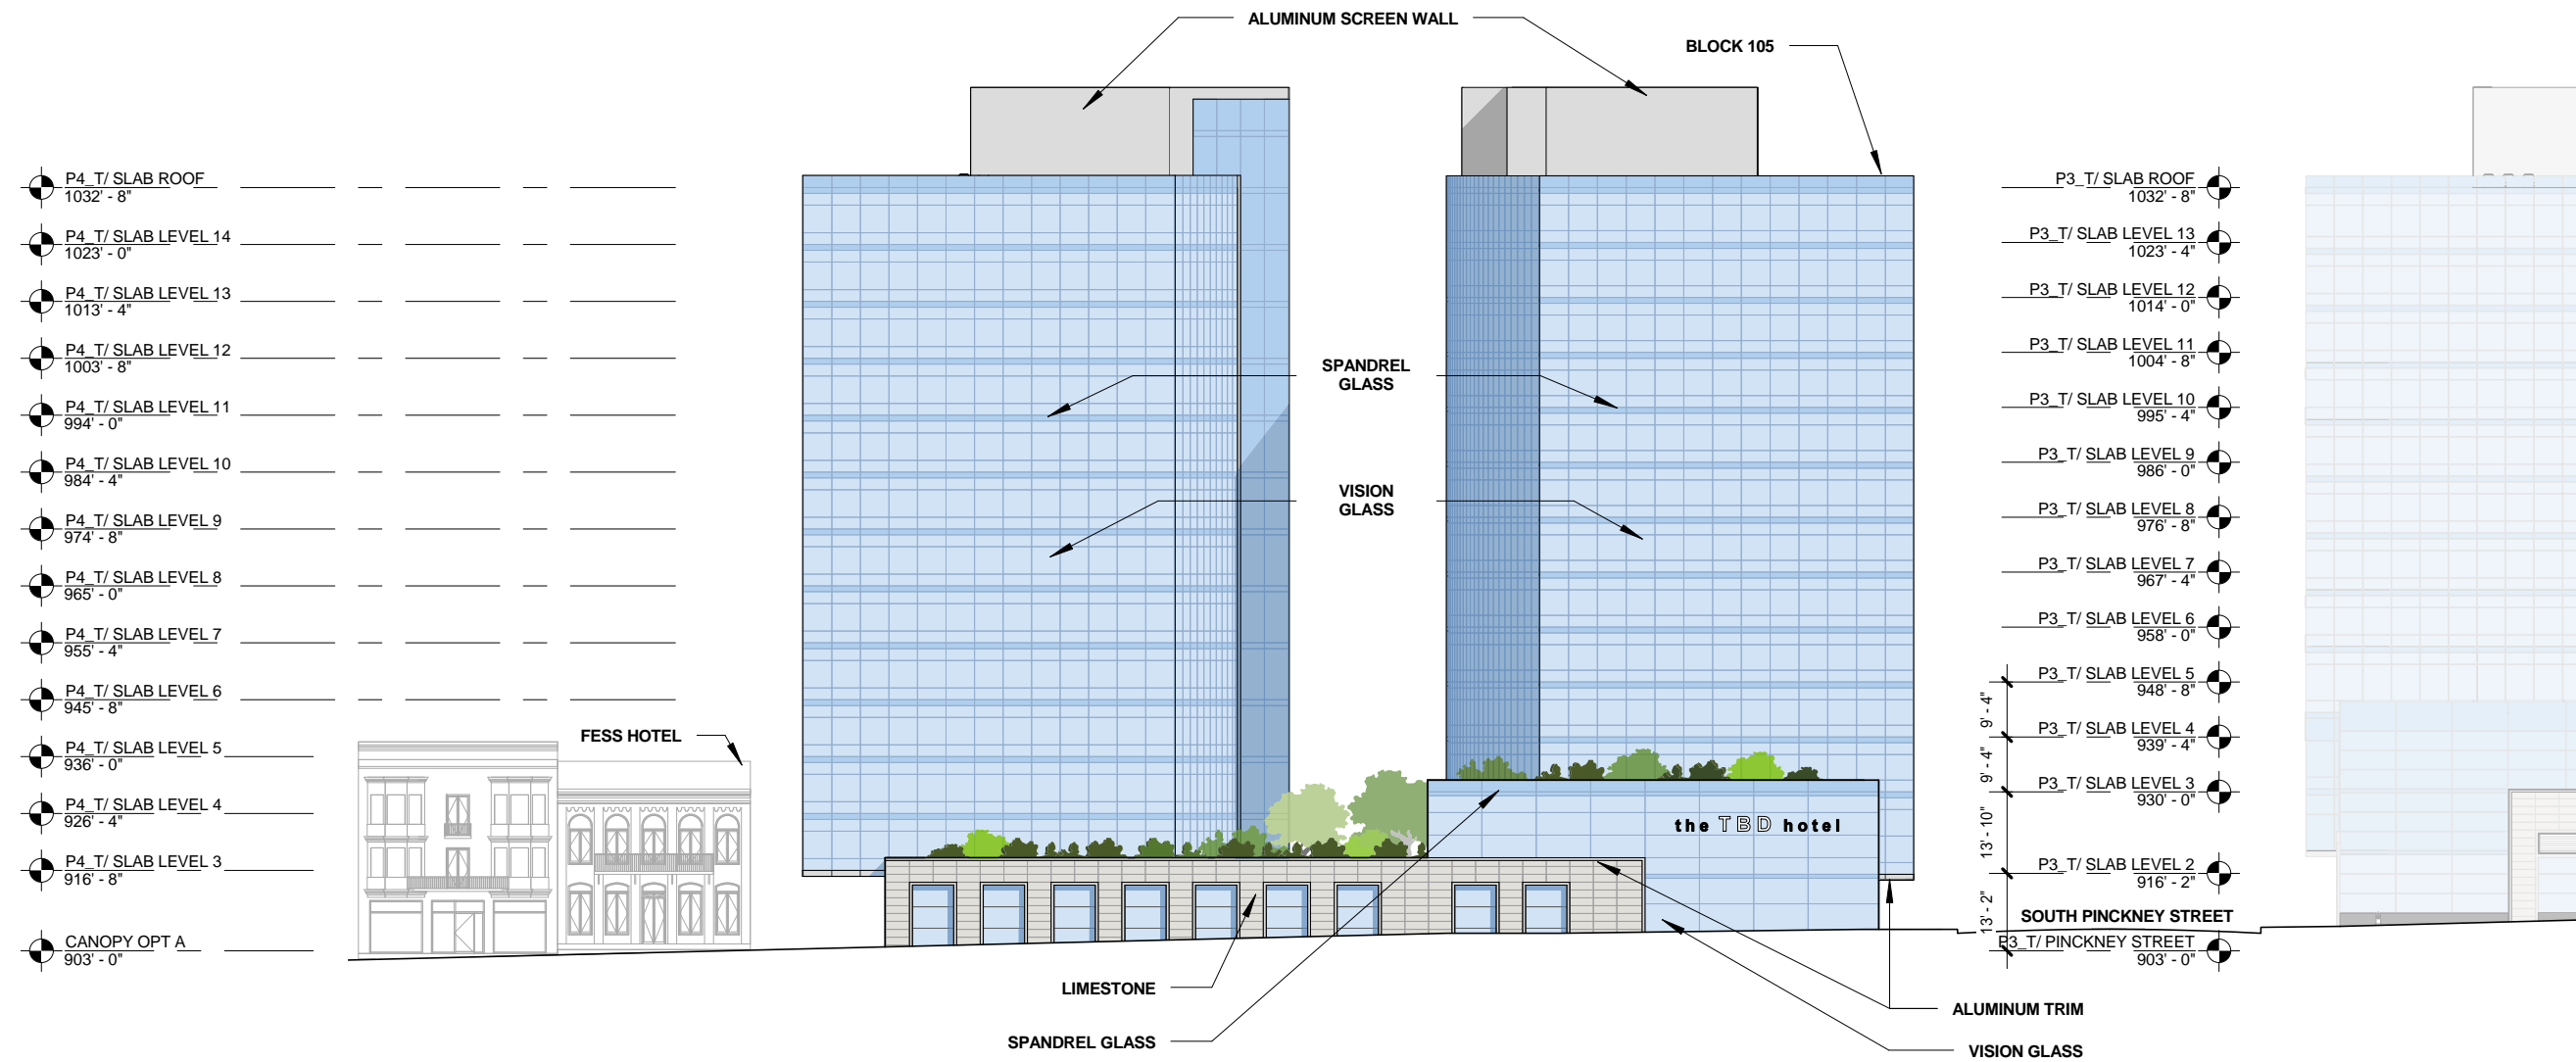 ALUMINUM SCREEN WALL
BLOCK 105
P4_T/ SLAB ROOF
1032' - 8"
P4_T/ SLAB LEVEL 14
1023' - 0"
P4_T/ SLAB LEVEL 13
1013' - 4"
P4_T/ SLAB LEVEL 12
1003' - 8"
P4_T/ SLAB LEVEL 11
994' - 0"
P4_T/ SLAB LEVEL 10
984' - 4"
P4_T/ SLAB LEVEL 9
974' - 8"
P4_T/ SLAB LEVEL 8
965' - 0"
P4_T/ SLAB LEVEL 7
955' - 4"
P4_T/ SLAB LEVEL 6
945' - 8"
P4_T/ SLAB LEVEL 5
936' - 0"
P4_T/ SLAB LEVEL 4
926' - 4"
P4_T/ SLAB LEVEL 3
916' - 8"
CANOPY OPT A
903' - 0"
FESS HOTEL
SPANDREL
GLASS
VISION
GLASS
the TBD hotel
LIMESTONE
SPANDREL GLASS
ALUMINUM TRIM
VISION GLASS
P3_T/ SLAB ROOF
1032' - 8"
P3_T/ SLAB LEVEL 13
1023' - 4"
P3_T/ SLAB LEVEL 12
1014' - 0"
P3_T/ SLAB LEVEL 11
1004' - 8"
P3_T/ SLAB LEVEL 10
995' - 4"
P3_T/ SLAB LEVEL 9
986' - 0"
P3_T/ SLAB LEVEL 8
976' - 8"
P3_T/ SLAB LEVEL 7
967' - 4"
P3_T/ SLAB LEVEL 6
958' - 0"
P3_T/ SLAB LEVEL 5
948' - 8"
9' - 4"
P3_T/ SLAB LEVEL 4
939' - 4"
9' - 4"
P3_T/ SLAB LEVEL 3
930' - 0"
13' - 10"
P3_T/ SLAB LEVEL 2
916' - 2"
13' - 2"
SOUTH PINCKNEY STREET
P3_T/ PINCKNEY STREET
903' - 0"